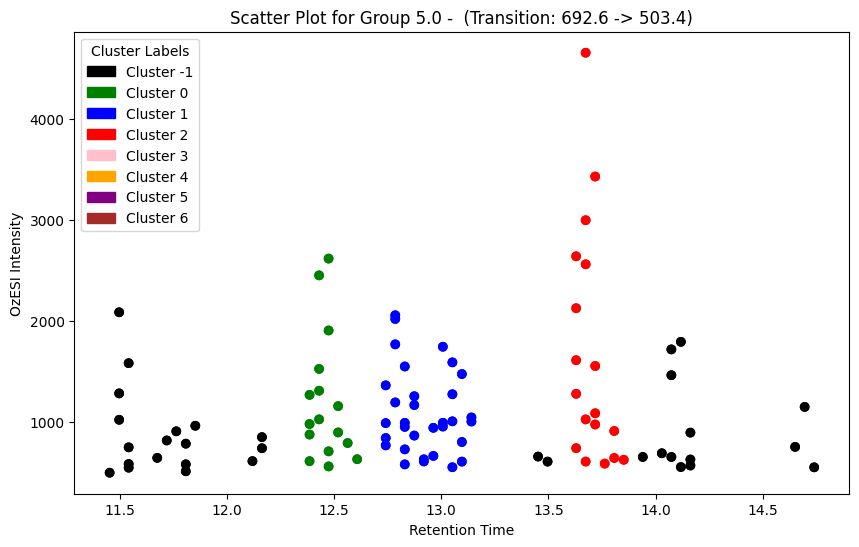 Scatter Plot for Group 5.0 -  (Transition: 692.6 -> 503.4)
Cluster Labels
Cluster -1
Cluster 0
Cluster 1
Cluster 2
Cluster 3
Cluster 4
Cluster 5
Cluster 6
OzESI Intensity
4000
3000
2000
1000
11.5 12.0 12.5 13.0 13.5 14.0 14.5
Retention Time